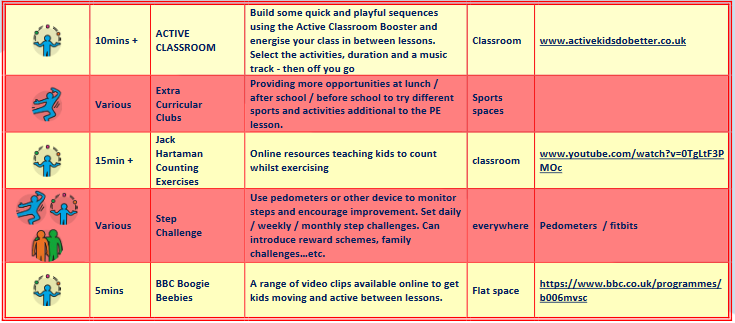 10mins +
ACTIVE
CLASSROOM
Build some quick and playful sequences
using the Active Classroom Booster and
energise your class in between lessons.
Select the activities, duration and a music
track - then off you go
Classroom
www.activekidsdobetter.co.uk
Various
Extra
Curricular
Clubs
Providing more opportunities at lunch /
after school / before school to try different
sports and activities additional to the PE
lesson.
Sports
spaces
15min +
Jack
Hartaman
Counting
Exercises
Online resources teaching kids to count
whilst exercising
classroom
www.youtube.com/watch?v=0TgLtF3P
MOc
Various
Step
Challenge
Use pedometers or other device to monitor
steps and encourage improvement. Set daily
/ weekly / monthly step challenges. Can
introduce reward schemes, family
challenges…etc.
everywhere
Pedometers / fitbits
5mins
BBC Boogie
Beebies
A range of video clips available online to get
kids moving and active between lessons.
Flat space
https://www.bbc.co.uk/programmes/
b006mvsc